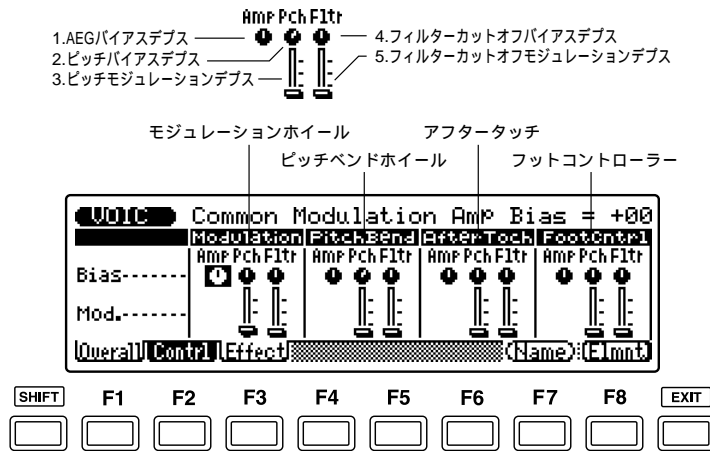 Amp Pch Fltr
1.AEGバイアスデプス
2.ピッチバイアスデプス
3.ピッチモジュレーションデプス
4.フィルターカットオフバイアスデプス
5.フィルターカットオフモジュレーションデプス
モジュレーションホイール
アフタータッチ
ピッチベンドホイール
フットコントローラー
VOIC Common Modulation Amp Bias = +00
Modulation PitchBend AfterToch FootCntrl
Amp Pch Fltr Amp Pch Fltr Amp Pch Fltr Amp Pch Fltr
Bias
Mod.
Overall Contrl Effect (Name) (Elmnt)
SHIFT F1 F2 F3 F4 F5 F6 F7 F8 EXIT